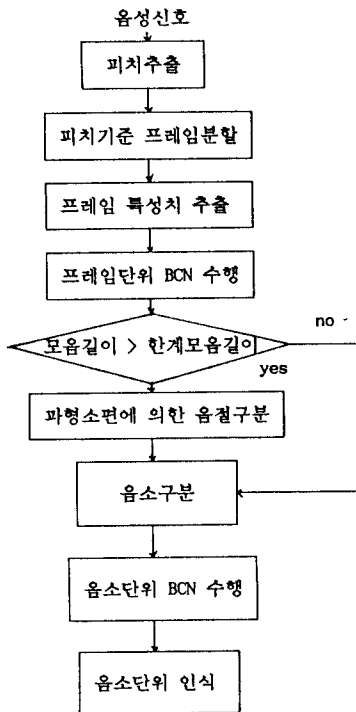 음성신호
피치추출
피치기준 프레임분할
프레임 특성치 추출
프레임단위 BCN 수행
모음길이 > 한계모음길이
no
yes
파형소편에 의한 음절구분
음소구분
음소단위 BCN 수행
음소단위 인식